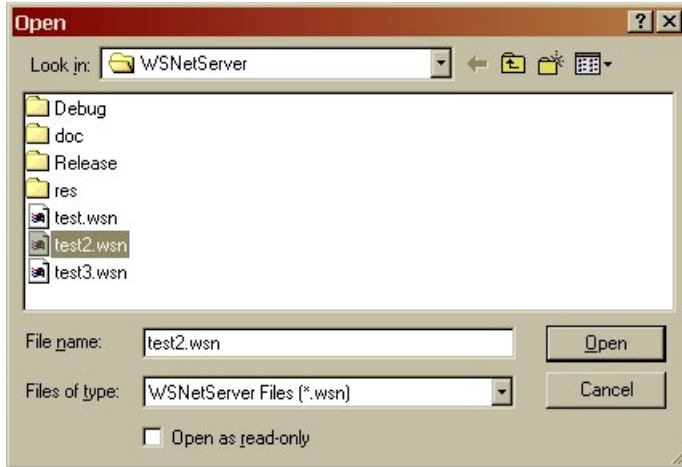 Open
Look in: WSNetServer
Debug
doc
Release
res
test.wsn
test2.wsn
test3.wsn
File name: test2.wsn Open
Files of type: WSNetServer Files (*.wsn) Cancel
Open as read-only